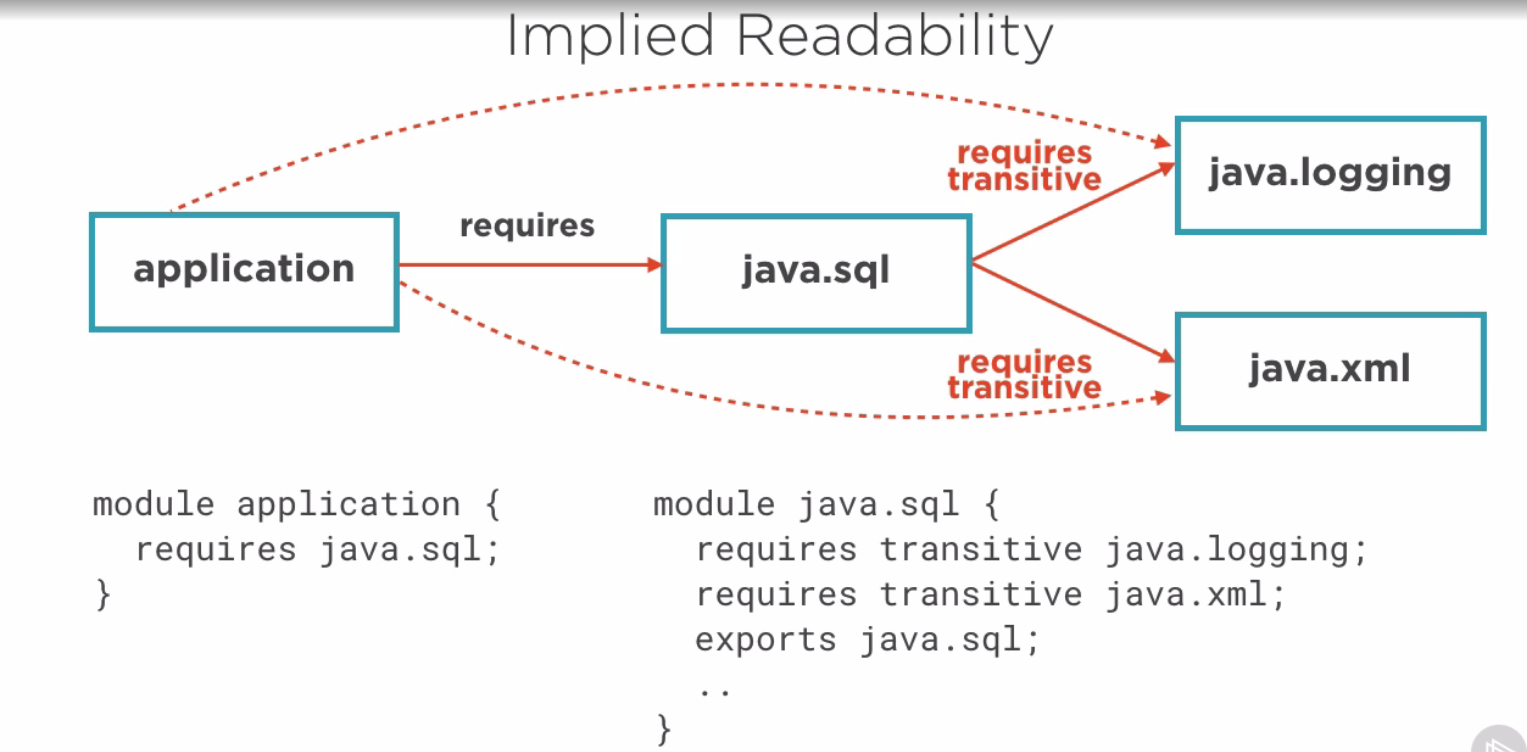 Implied Readability
requires
transitive
java.logging
requires
application
java.sql
requires
transitive
java.xml
module application {
  requires java.sql;
}
module java.sql {
  requires transitive java.logging;
  requires transitive java.xml;
  exports java.sql;
  ..
}